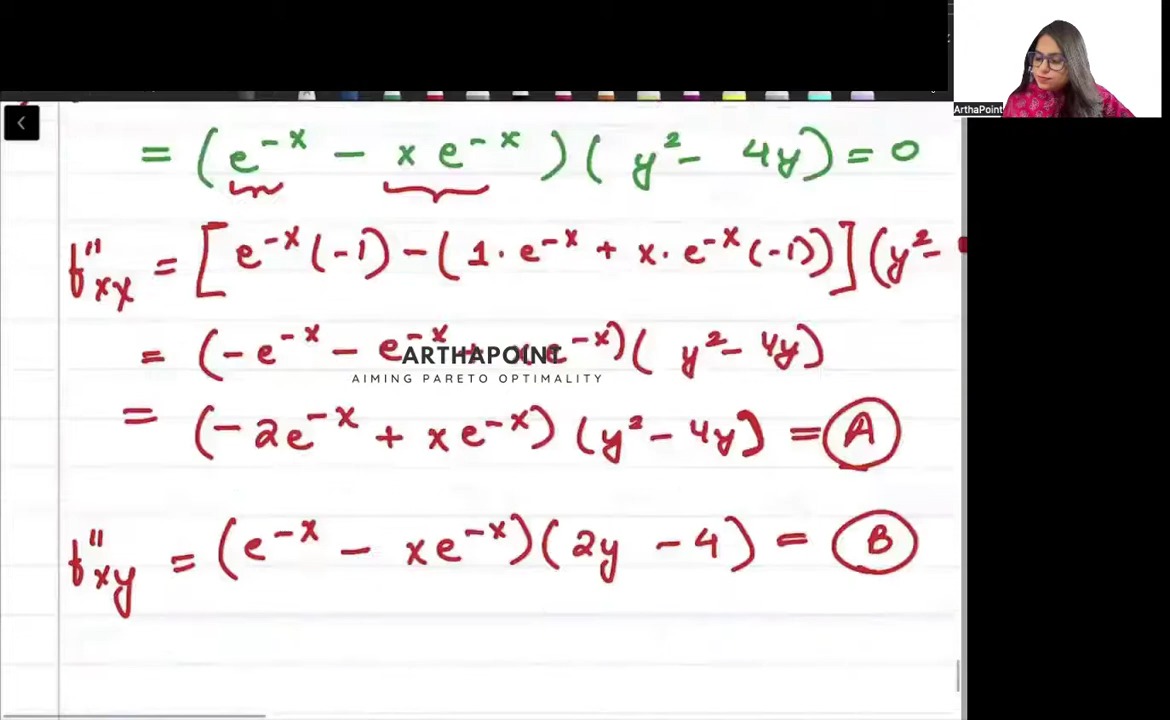 ArthaPoint
= (e^{-x} - x e^{-x})(y² - 4y) = 0
f''_{xx} = [e^{-x}(-1) - (1·e^{-x} + x·e^{-x}(-1))](y² -
= (-e^{-x} - e^{-x} + x e^{-x})(y² - 4y)
ARTHAPOINT
AIMING PARETO OPTIMALITY
= (-2e^{-x} + x e^{-x})(y² - 4y) = A
f''_{xy} = (e^{-x} - x e^{-x})(2y - 4) = B